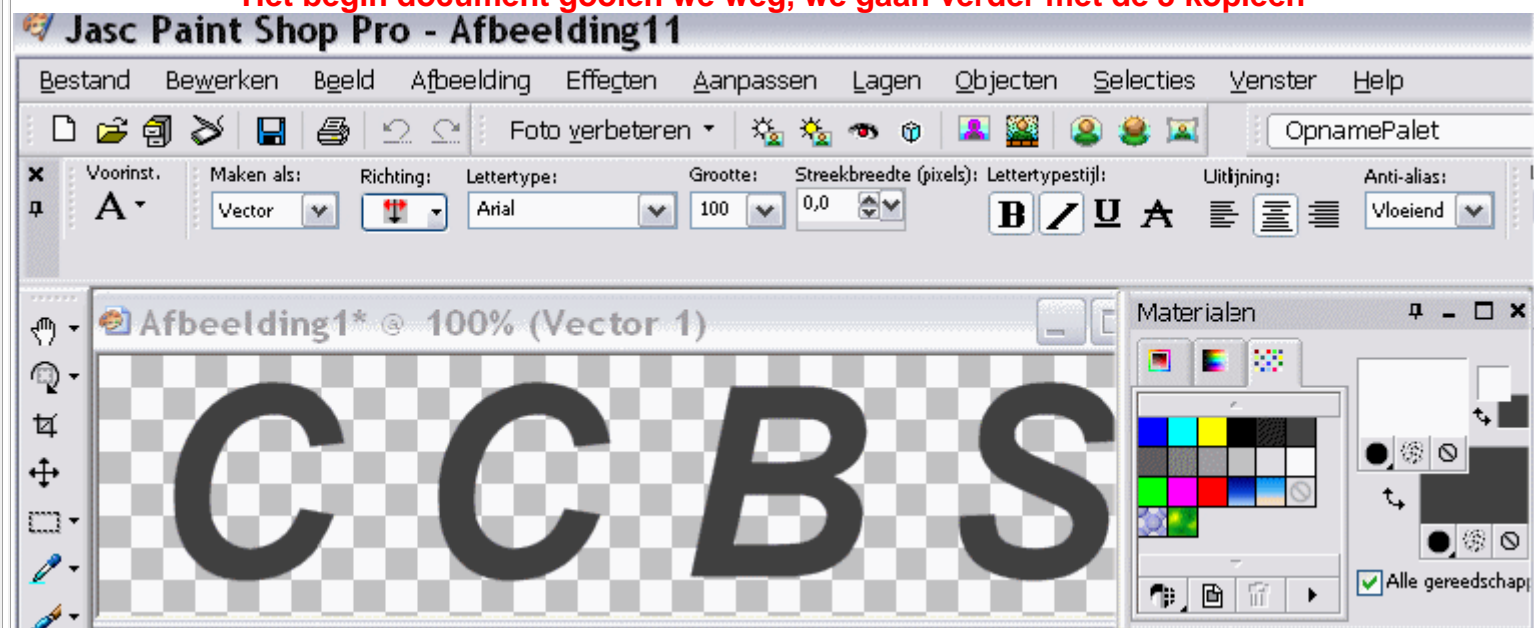 Het begin document gooien we weg, we gaan verder met de 3 kopieën
Jasc Paint Shop Pro - Afbeelding11
Bestand Bewerken Beeld Afbeelding Effecten Aanpassen Lagen Objecten Selecties Venster Help
Foto verbeteren OpnamePalet
Voorinst. Maken als: Richting: Lettertype: Grootte: Streekbreedte (pixels): Lettertypestijl: Uitlijning: Anti-alias:
A Vector Arial 100 0,0 B I U A Vloeiend
Afbeelding1* @ 100% (Vector 1)
Materialen
C C B S
Alle gereedschapp